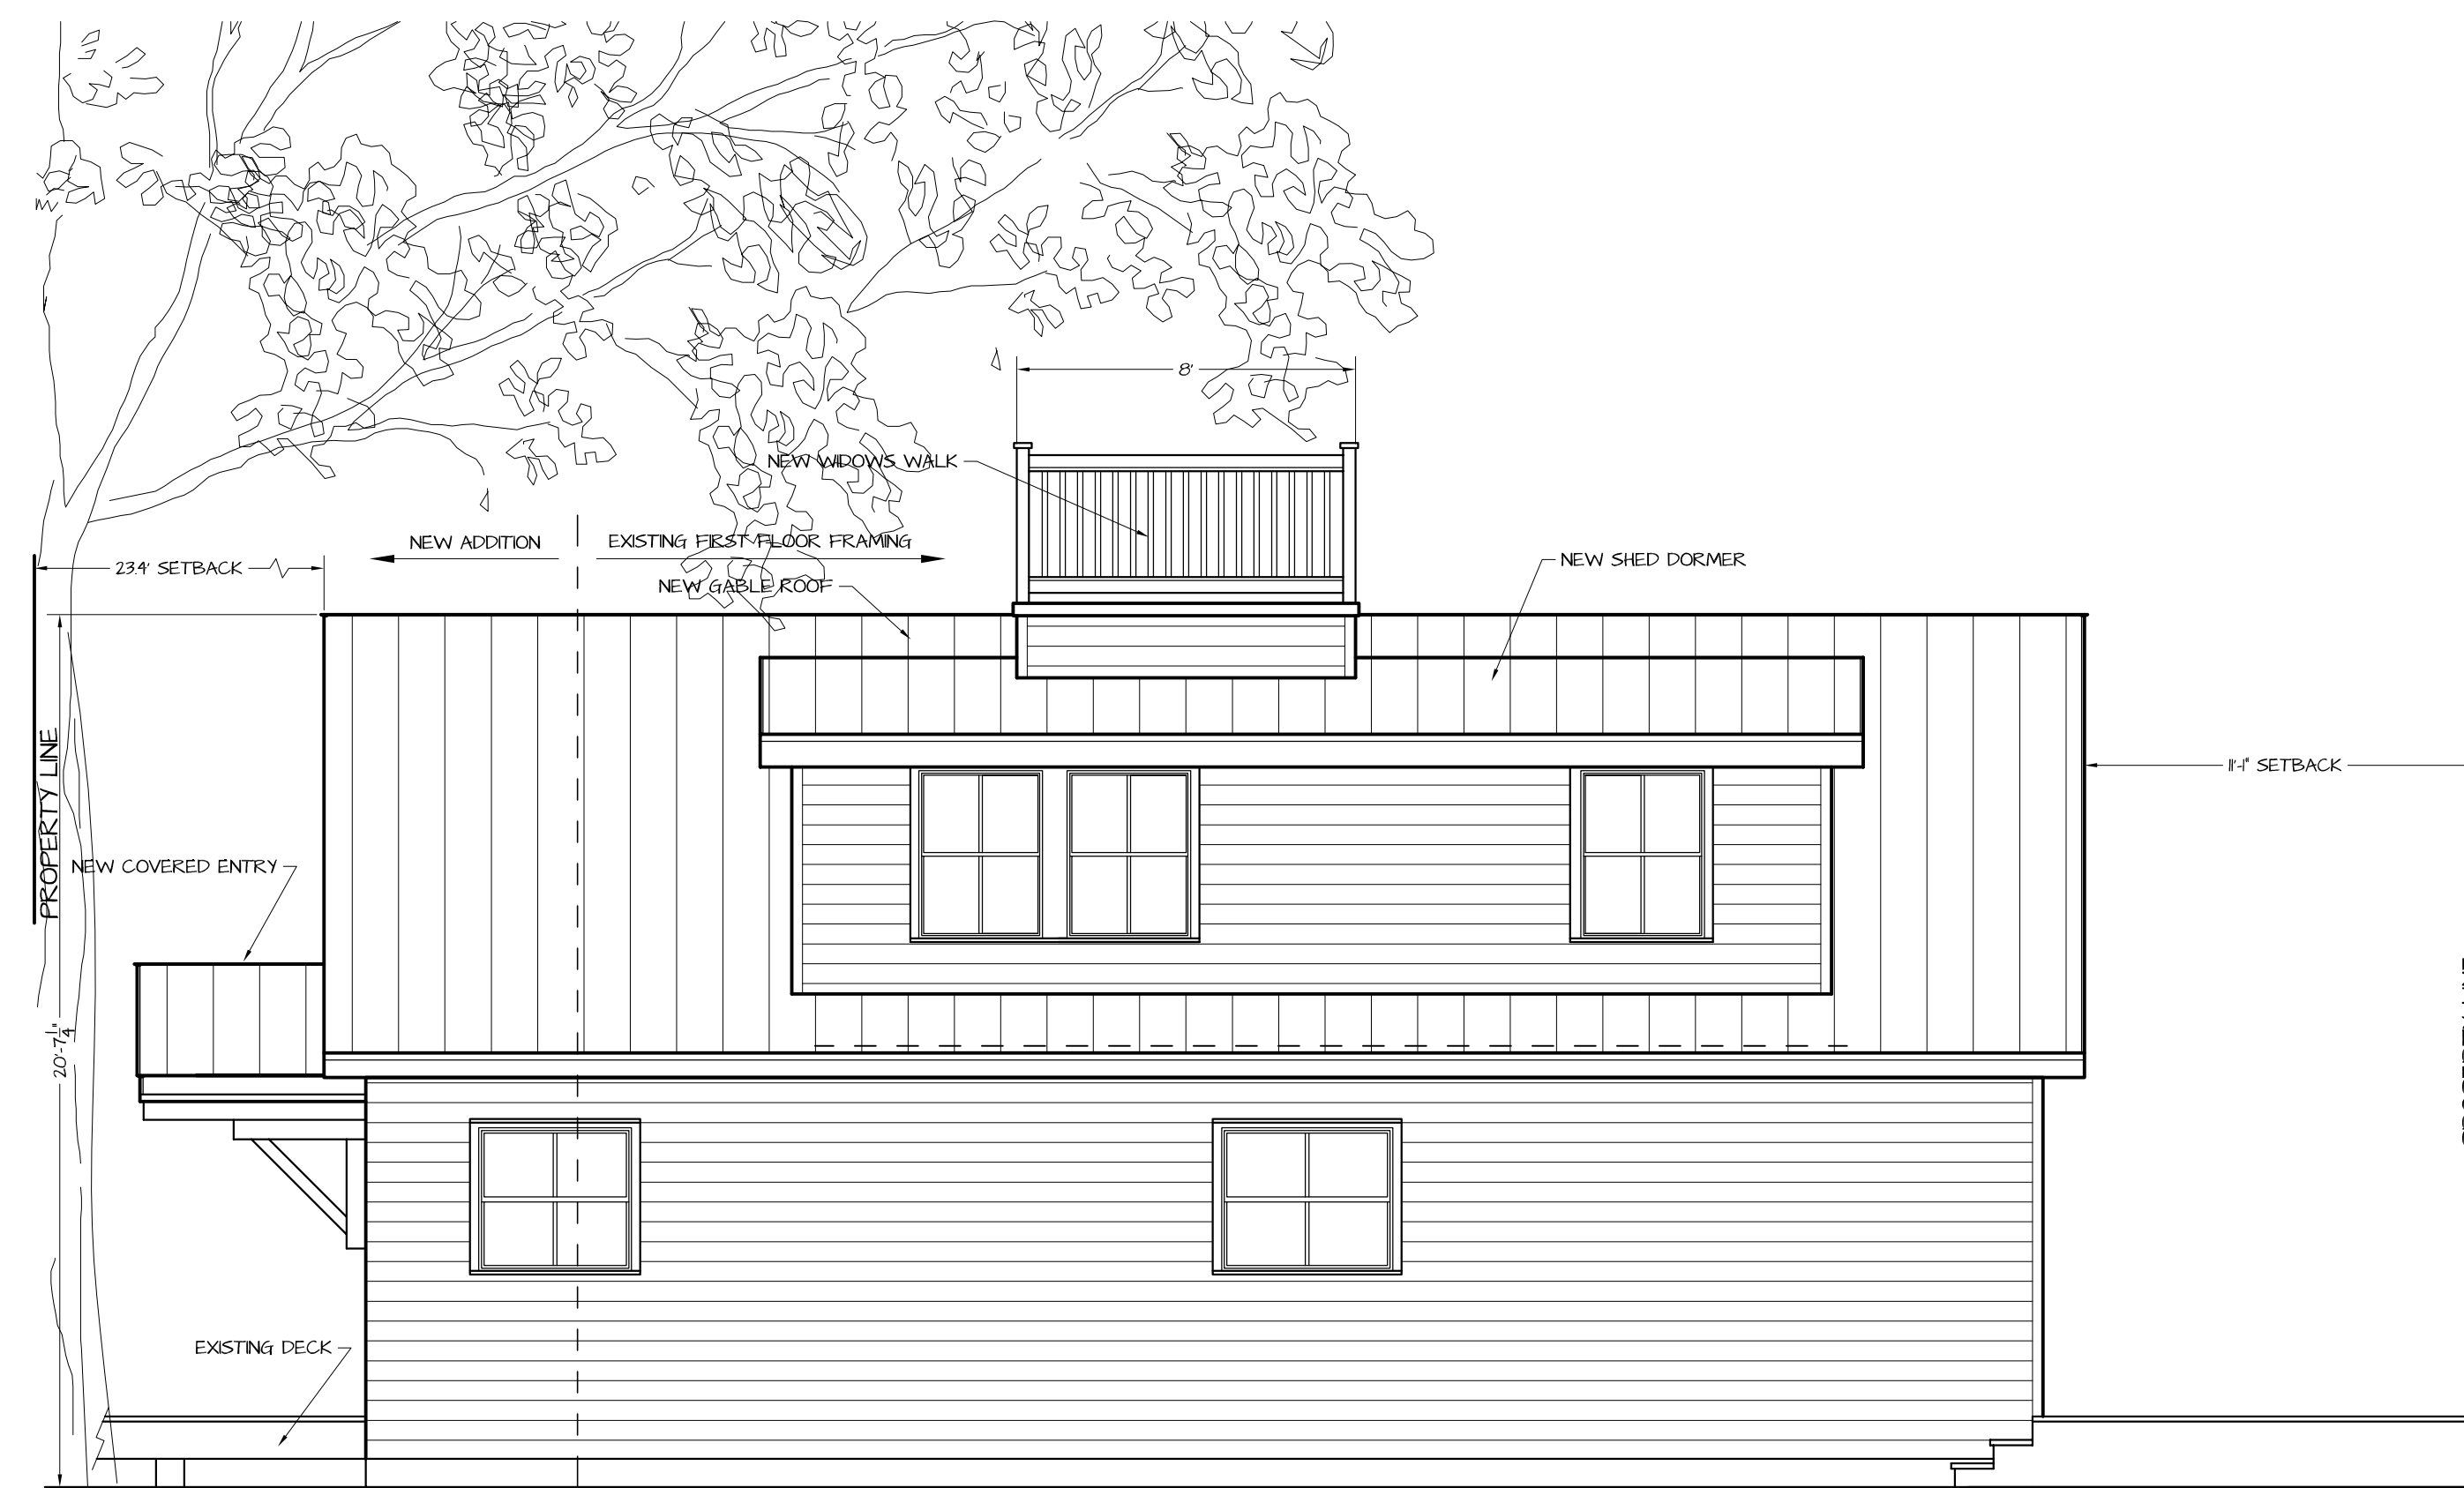 8'
NEW WIDOWS WALK
NEW ADDITION
EXISTING FIRST FLOOR FRAMING
NEW SHED DORMER
23.4' SETBACK
NEW GABLE ROOF
PROPERTY LINE
11'-1" SETBACK
NEW COVERED ENTRY
20'-7 1/4"
EXISTING DECK